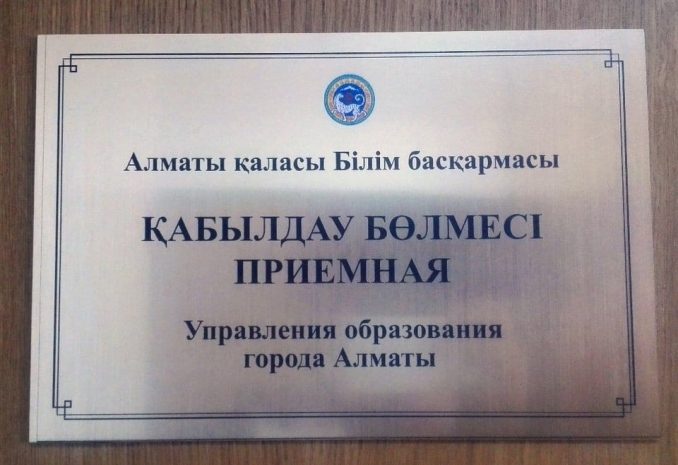 Алматы қаласы Білім басқармасы
ҚАБЫЛДАУ БӨЛМЕСІ
ПРИЕМНАЯ
Управления образования
города Алматы